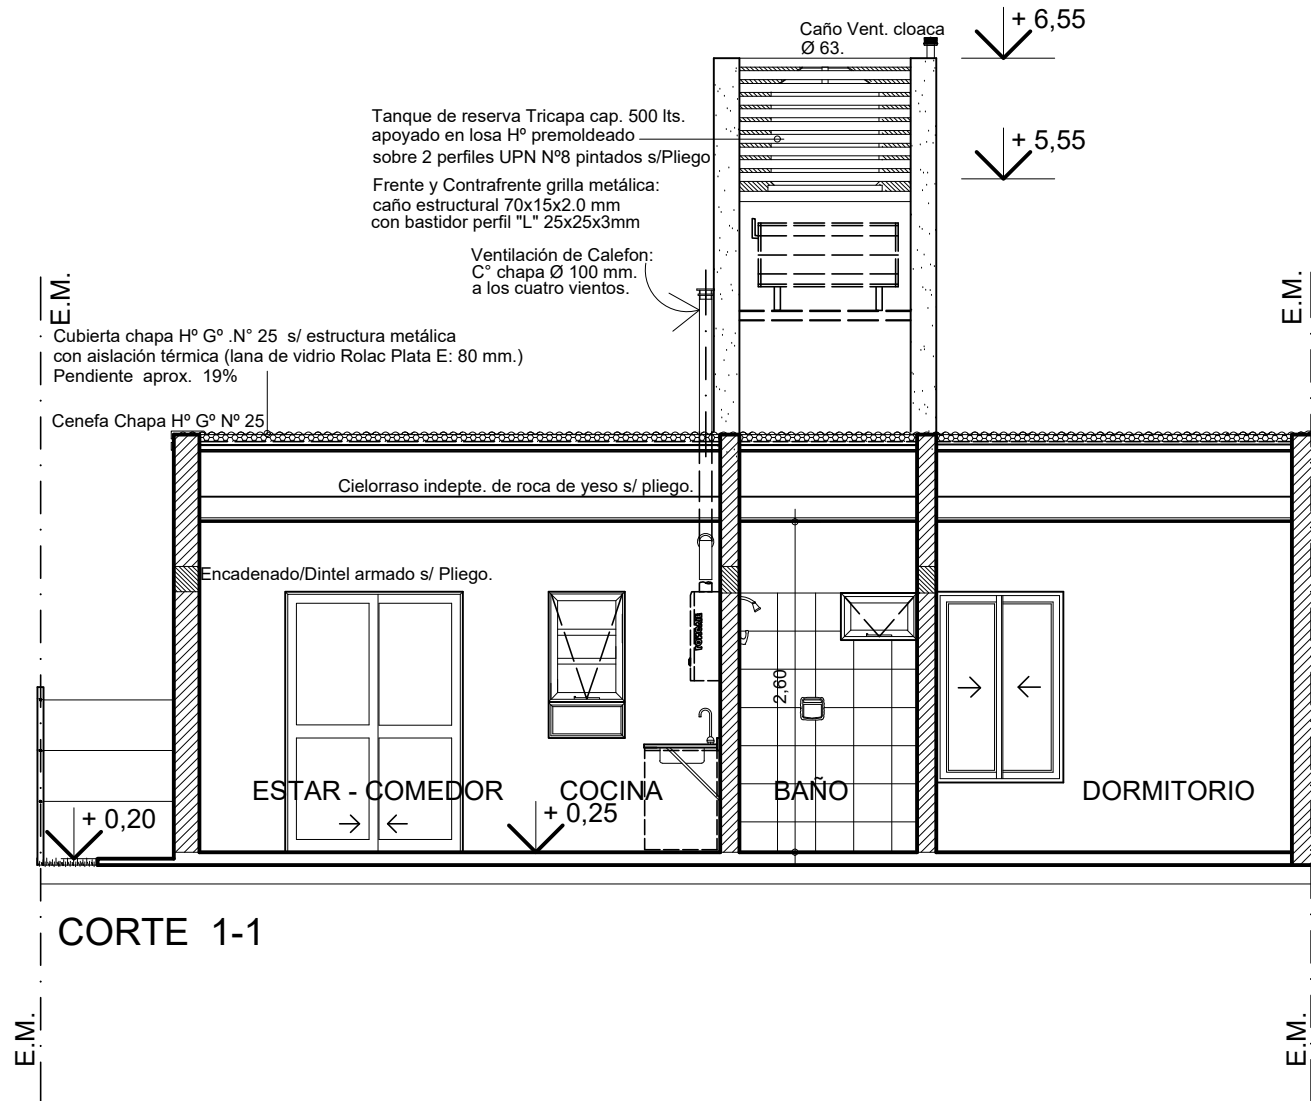 Caño Vent. cloaca
Ø 63.
+ 6,55
Tanque de reserva Tricapa cap. 500 lts.
apoyado en losa Hº premoldeado
sobre 2 perfiles UPN Nº8 pintados s/Pliego
+ 5,55
Frente y Contrafrente grilla metálica:
caño estructural 70x15x2.0 mm
con bastidor perfil "L" 25x25x3mm
Ventilación de Calefon:
C° chapa Ø 100 mm.
a los cuatro vientos.
E.M.
E.M.
Cubierta chapa Hº Gº .N° 25 s/ estructura metálica
con aislación térmica (lana de vidrio Rolac Plata E: 80 mm.)
Pendiente aprox. 19%
Cenefa Chapa Hº Gº Nº 25
Cielorraso indepte. de roca de yeso s/ pliego.
Encadenado/Dintel armado s/ Pliego.
2,60
ESTAR - COMEDOR
COCINA
BAÑO
DORMITORIO
+ 0,20
+ 0,25
CORTE 1-1
E.M.
E.M.